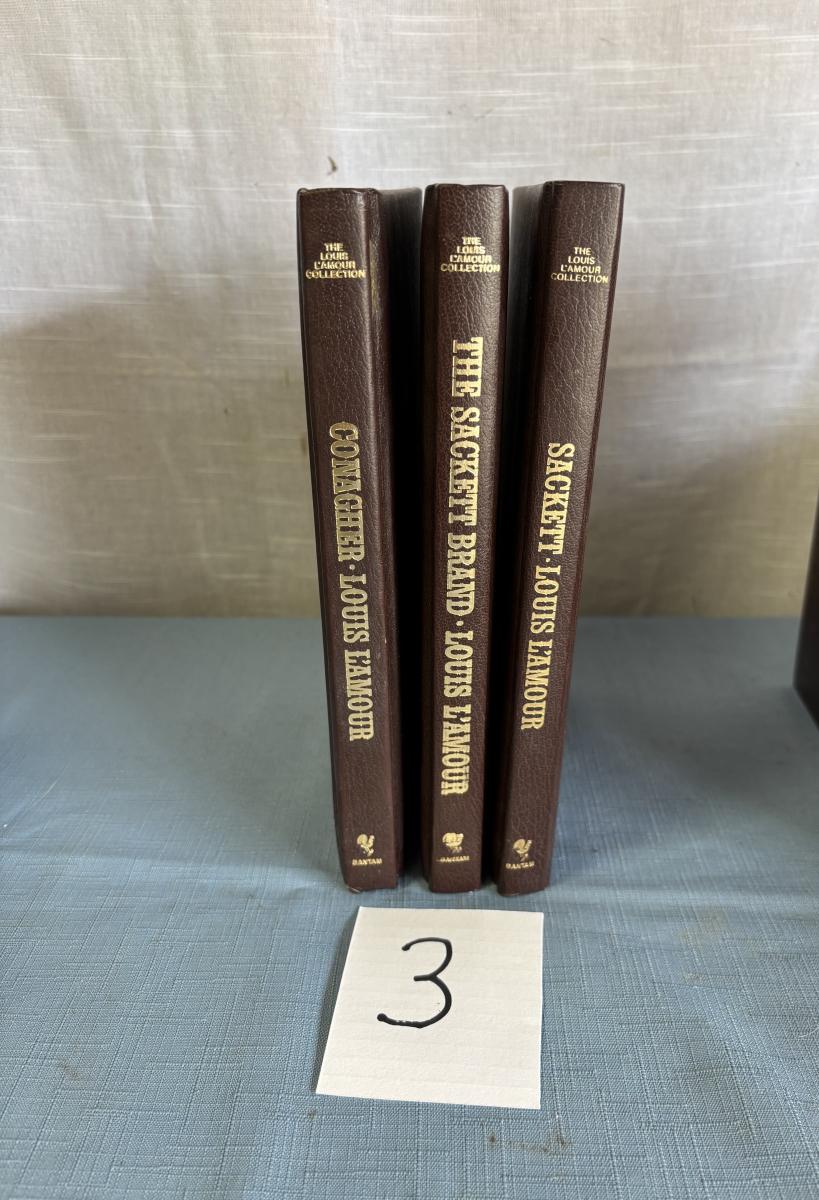 THE
LOUIS
L'AMOUR
COLLECTION
CONAGHER · LOUIS L'AMOUR
BANTAM
THE
LOUIS
L'AMOUR
COLLECTION
THE SACKETT BRAND · LOUIS L'AMOUR
BANTAM
THE
LOUIS
L'AMOUR
COLLECTION
SACKETT · LOUIS L'AMOUR
BANTAM
3